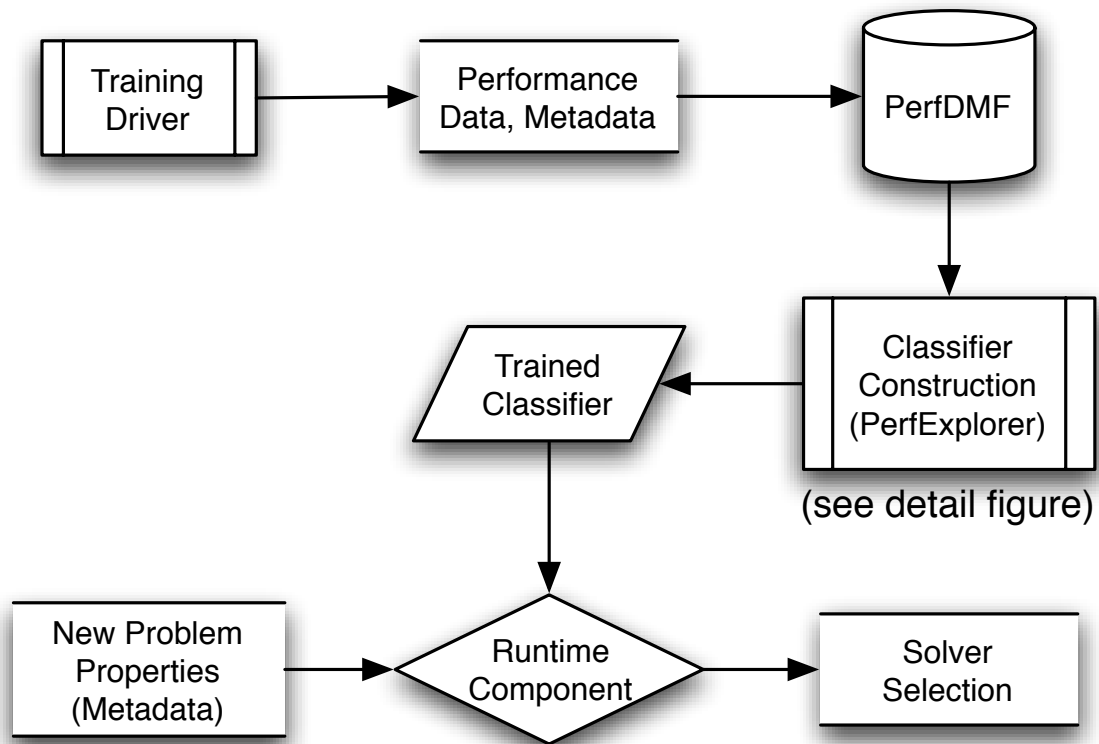 Training
Driver
Performance
Data, Metadata
PerfDMF
Trained
Classifier
Classifier
Construction
(PerfExplorer)
(see detail figure)
New Problem
Properties
(Metadata)
Runtime
Component
Solver
Selection